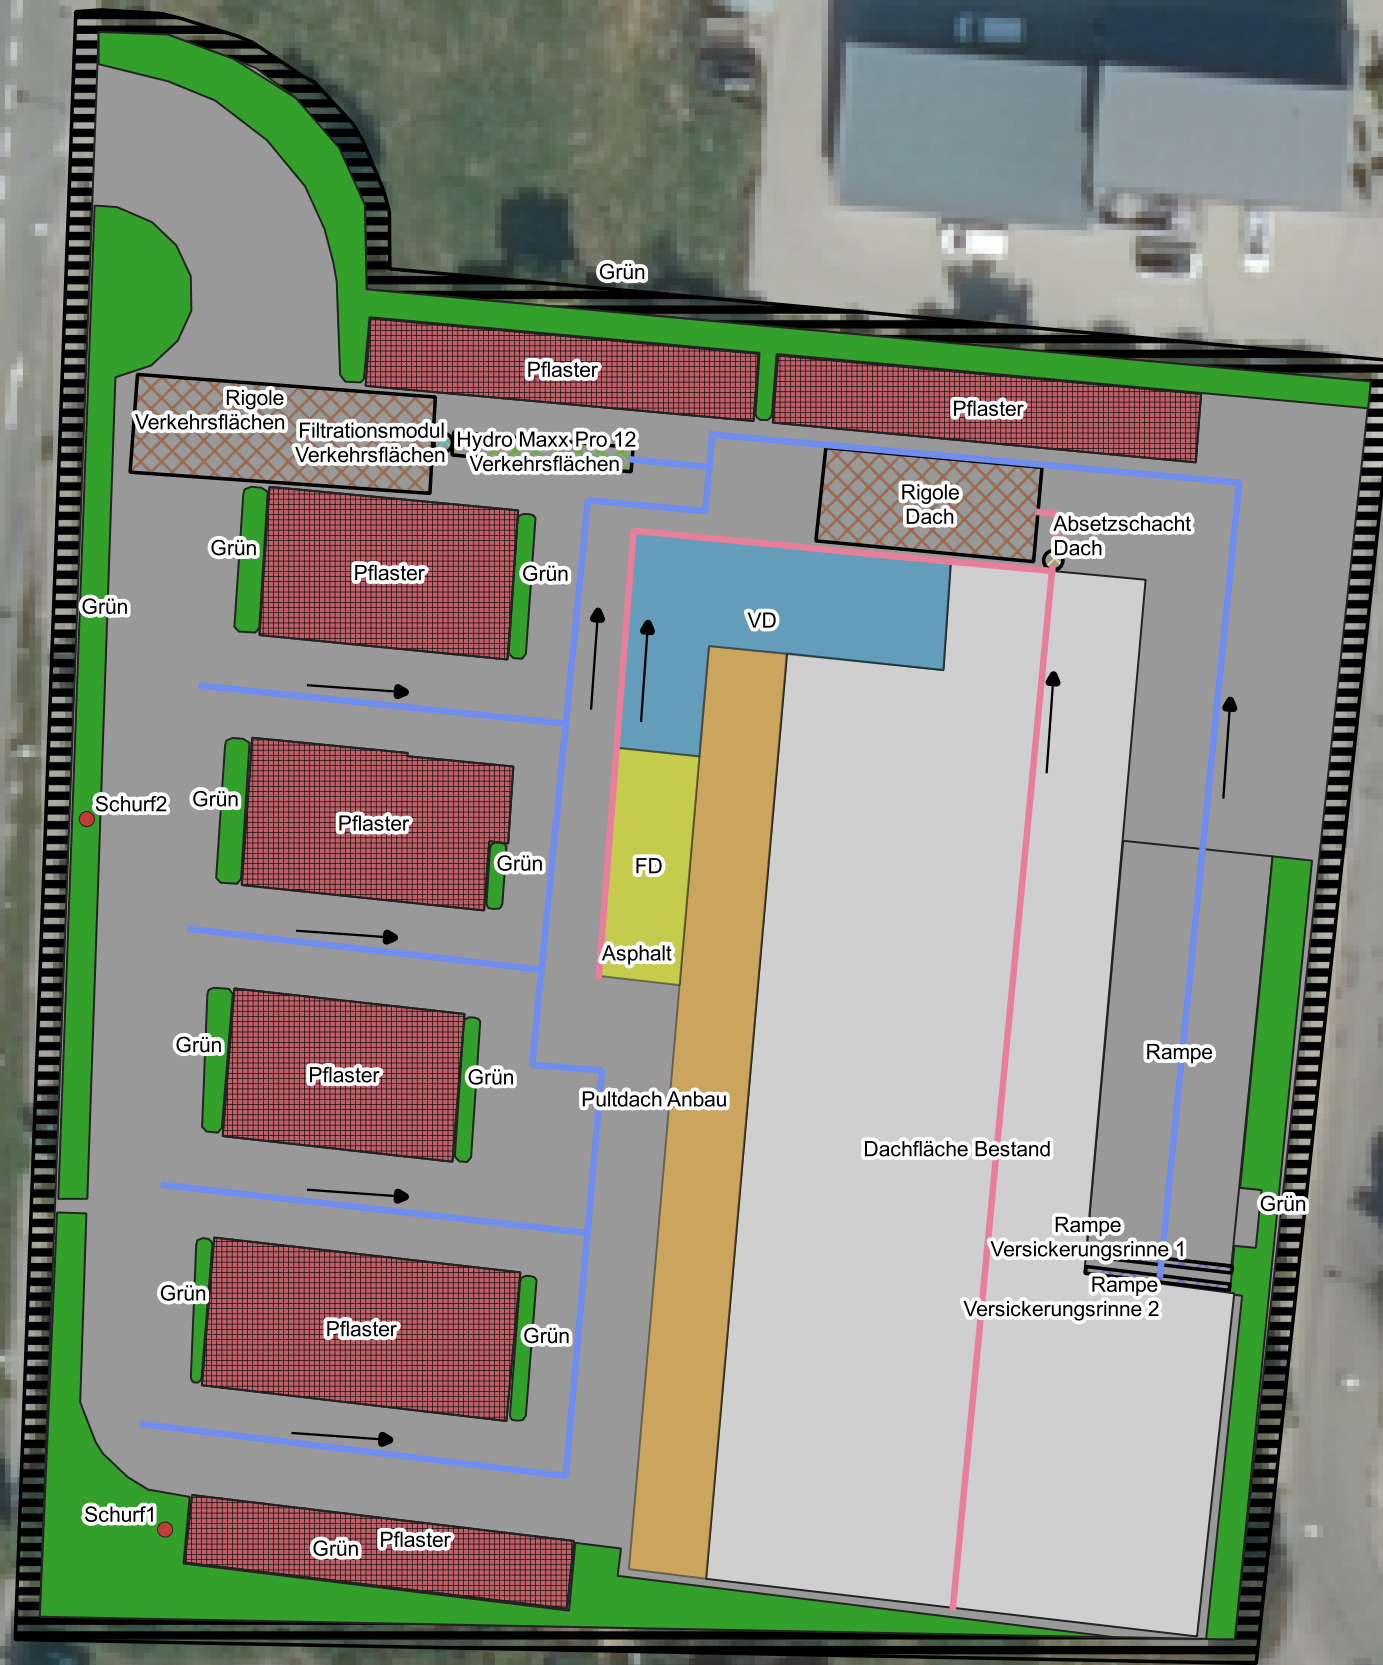 Grün
Pflaster
Pflaster
Rigole
Verkehrsflächen
Filtrationsmodul
Verkehrsflächen
Hydro Maxx Pro 12
Verkehrsflächen
Rigole
Dach
Absetzschacht
Dach
Grün
Pflaster
Grün
Grün
VD
Schurf2
Grün
Pflaster
Grün
FD
Asphalt
Grün
Pflaster
Grün
Rampe
Pultdach Anbau
Dachfläche Bestand
Grün
Rampe
Versickerungsrinne 1
Rampe
Versickerungsrinne 2
Grün
Pflaster
Grün
Schurf1
Grün
Pflaster